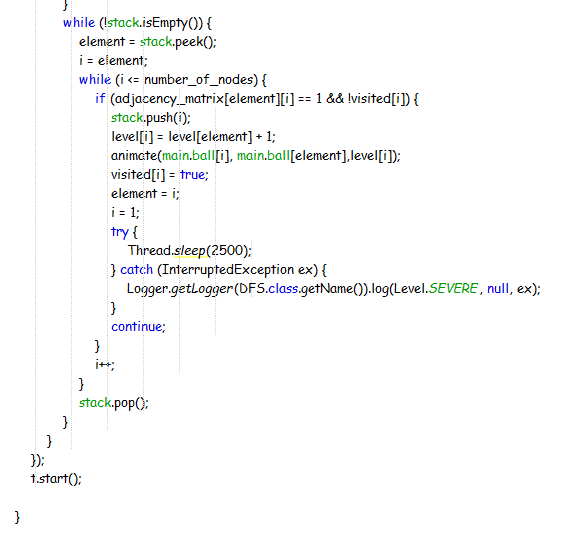 }
while (!stack.isEmpty()) {
element = stack.peek();
i = element;
while (i <= number_of_nodes) {
if (adjacency_matrix[element][i] == 1 && !visited[i]) {
stack.push(i);
level[i] = level[element] + 1;
animate(main.ball[i], main.ball[element],level[i]);
visited[i] = true;
element = i;
i = 1;
try {
Thread.sleep(2500);
} catch (InterruptedException ex) {
Logger.getLogger(DFS.class.getName()).log(Level.SEVERE, null, ex);
}
continue;
}
i++;
}
stack.pop();
}
}
});
t.start();
}